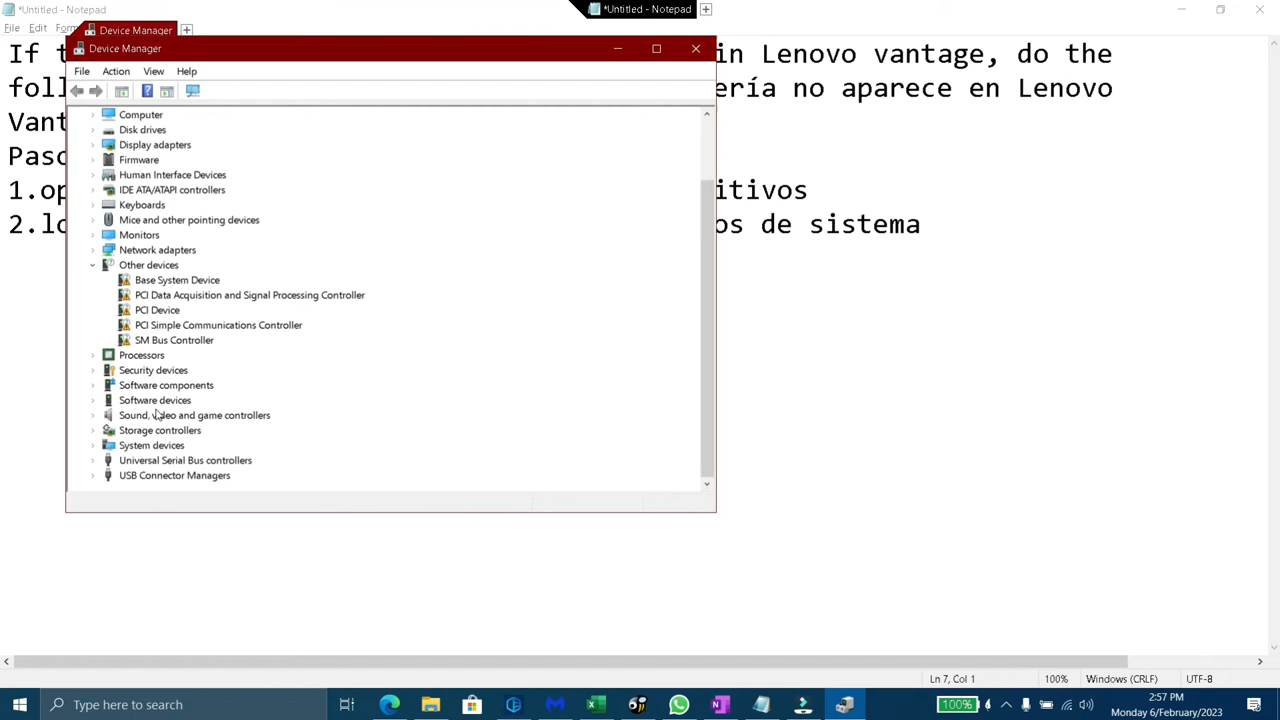 *Untitled - Notepad
*Untitled - Notepad
File Edit Form
Device Manager
Device Manager
File Action View Help
If t
in Lenovo vantage, do the
foll
ería no aparece en Lenovo
Vant
Paso
1.op
itivos
2.lo
os de sistema
Computer
Disk drives
Display adapters
Firmware
Human Interface Devices
IDE ATA/ATAPI controllers
Keyboards
Mice and other pointing devices
Monitors
Network adapters
Other devices
Base System Device
PCI Data Acquisition and Signal Processing Controller
PCI Device
PCI Simple Communications Controller
SM Bus Controller
Processors
Security devices
Software components
Software devices
Sound, video and game controllers
Storage controllers
System devices
Universal Serial Bus controllers
USB Connector Managers
Ln 7, Col 1 100% Windows (CRLF) UTF-8
Type here to search
100%
2:57 PM
Monday 6/February/2023